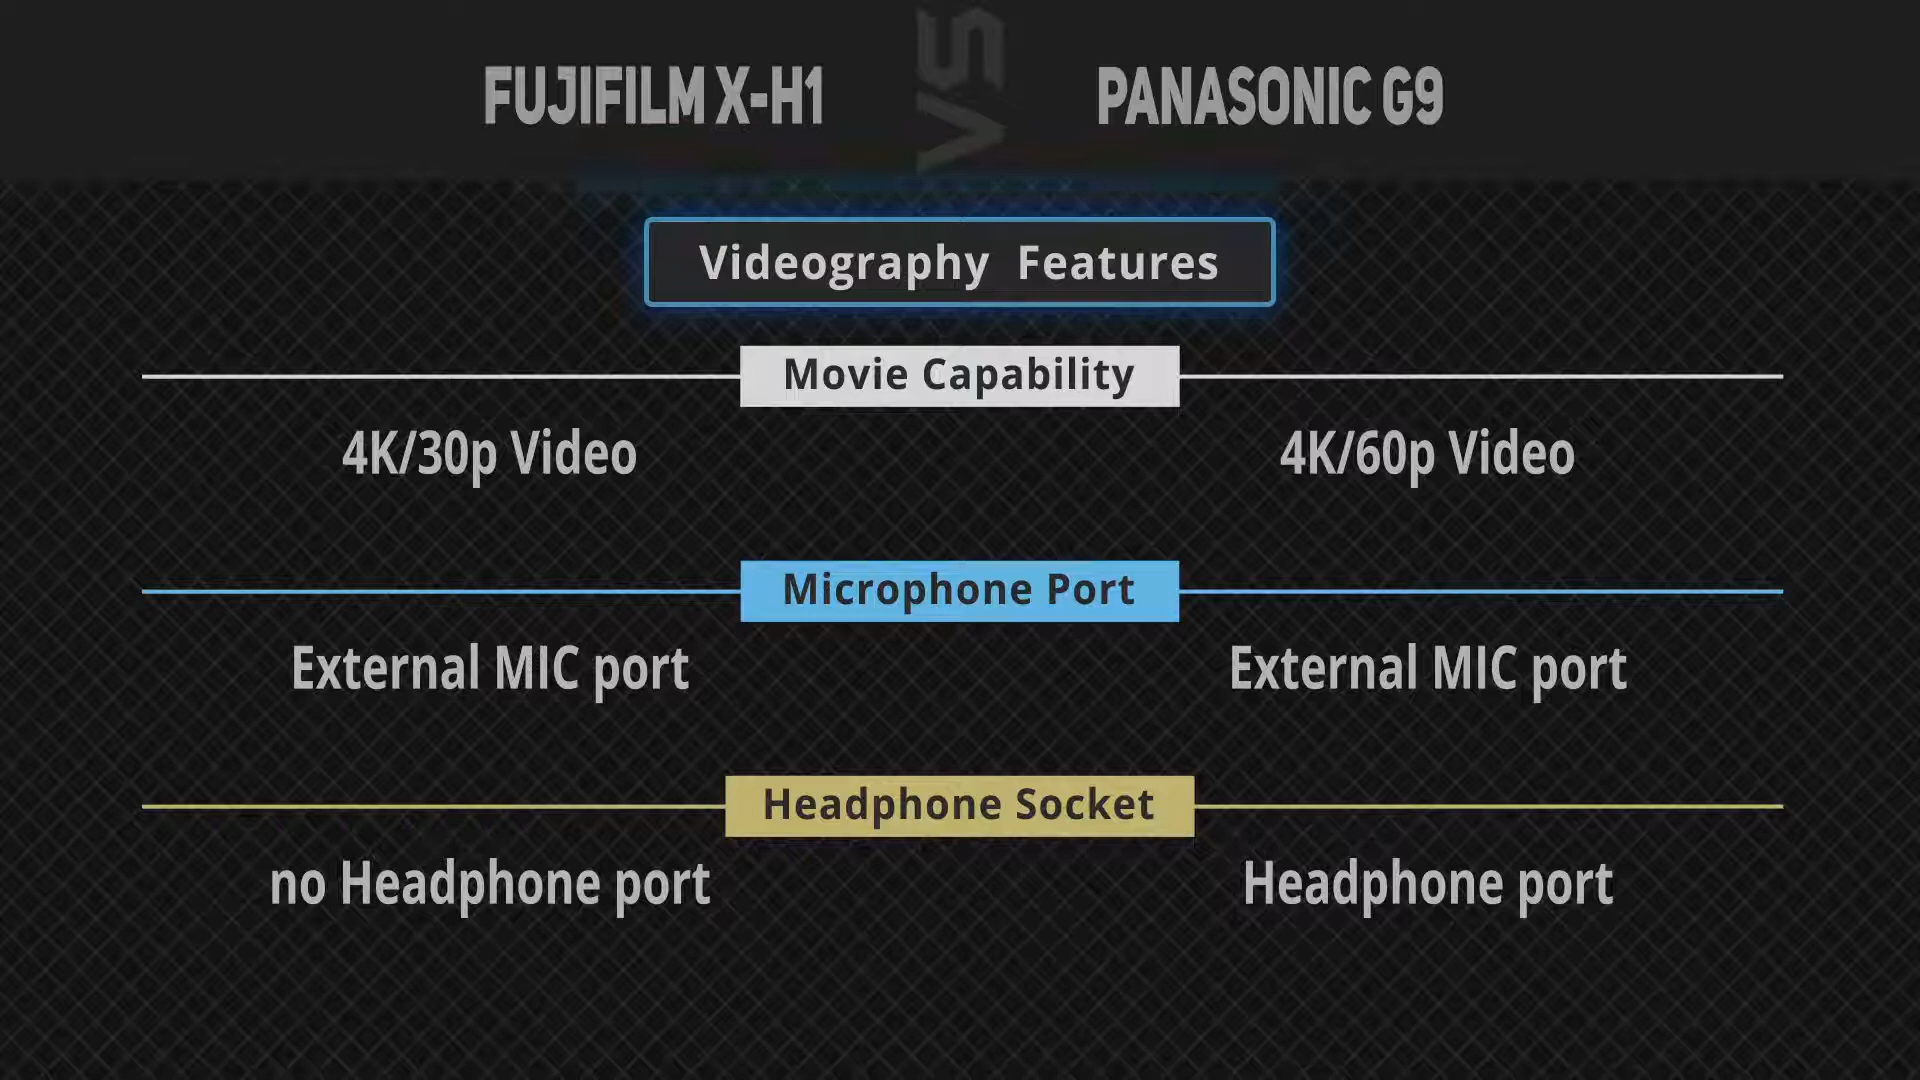 FUJIFILM X-H1
VS
PANASONIC G9
Videography Features
Movie Capability
4K/30p Video
4K/60p Video
Microphone Port
External MIC port
External MIC port
Headphone Socket
no Headphone port
Headphone port